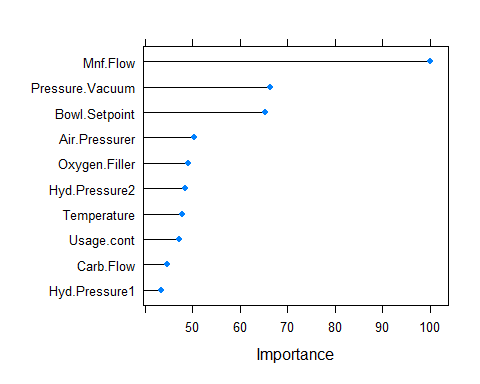 Mnf.Flow
Pressure.Vacuum
Bowl.Setpoint
Air.Pressurer
Oxygen.Filler
Hyd.Pressure2
Temperature
Usage.cont
Carb.Flow
Hyd.Pressure1
50 60 70 80 90 100
Importance